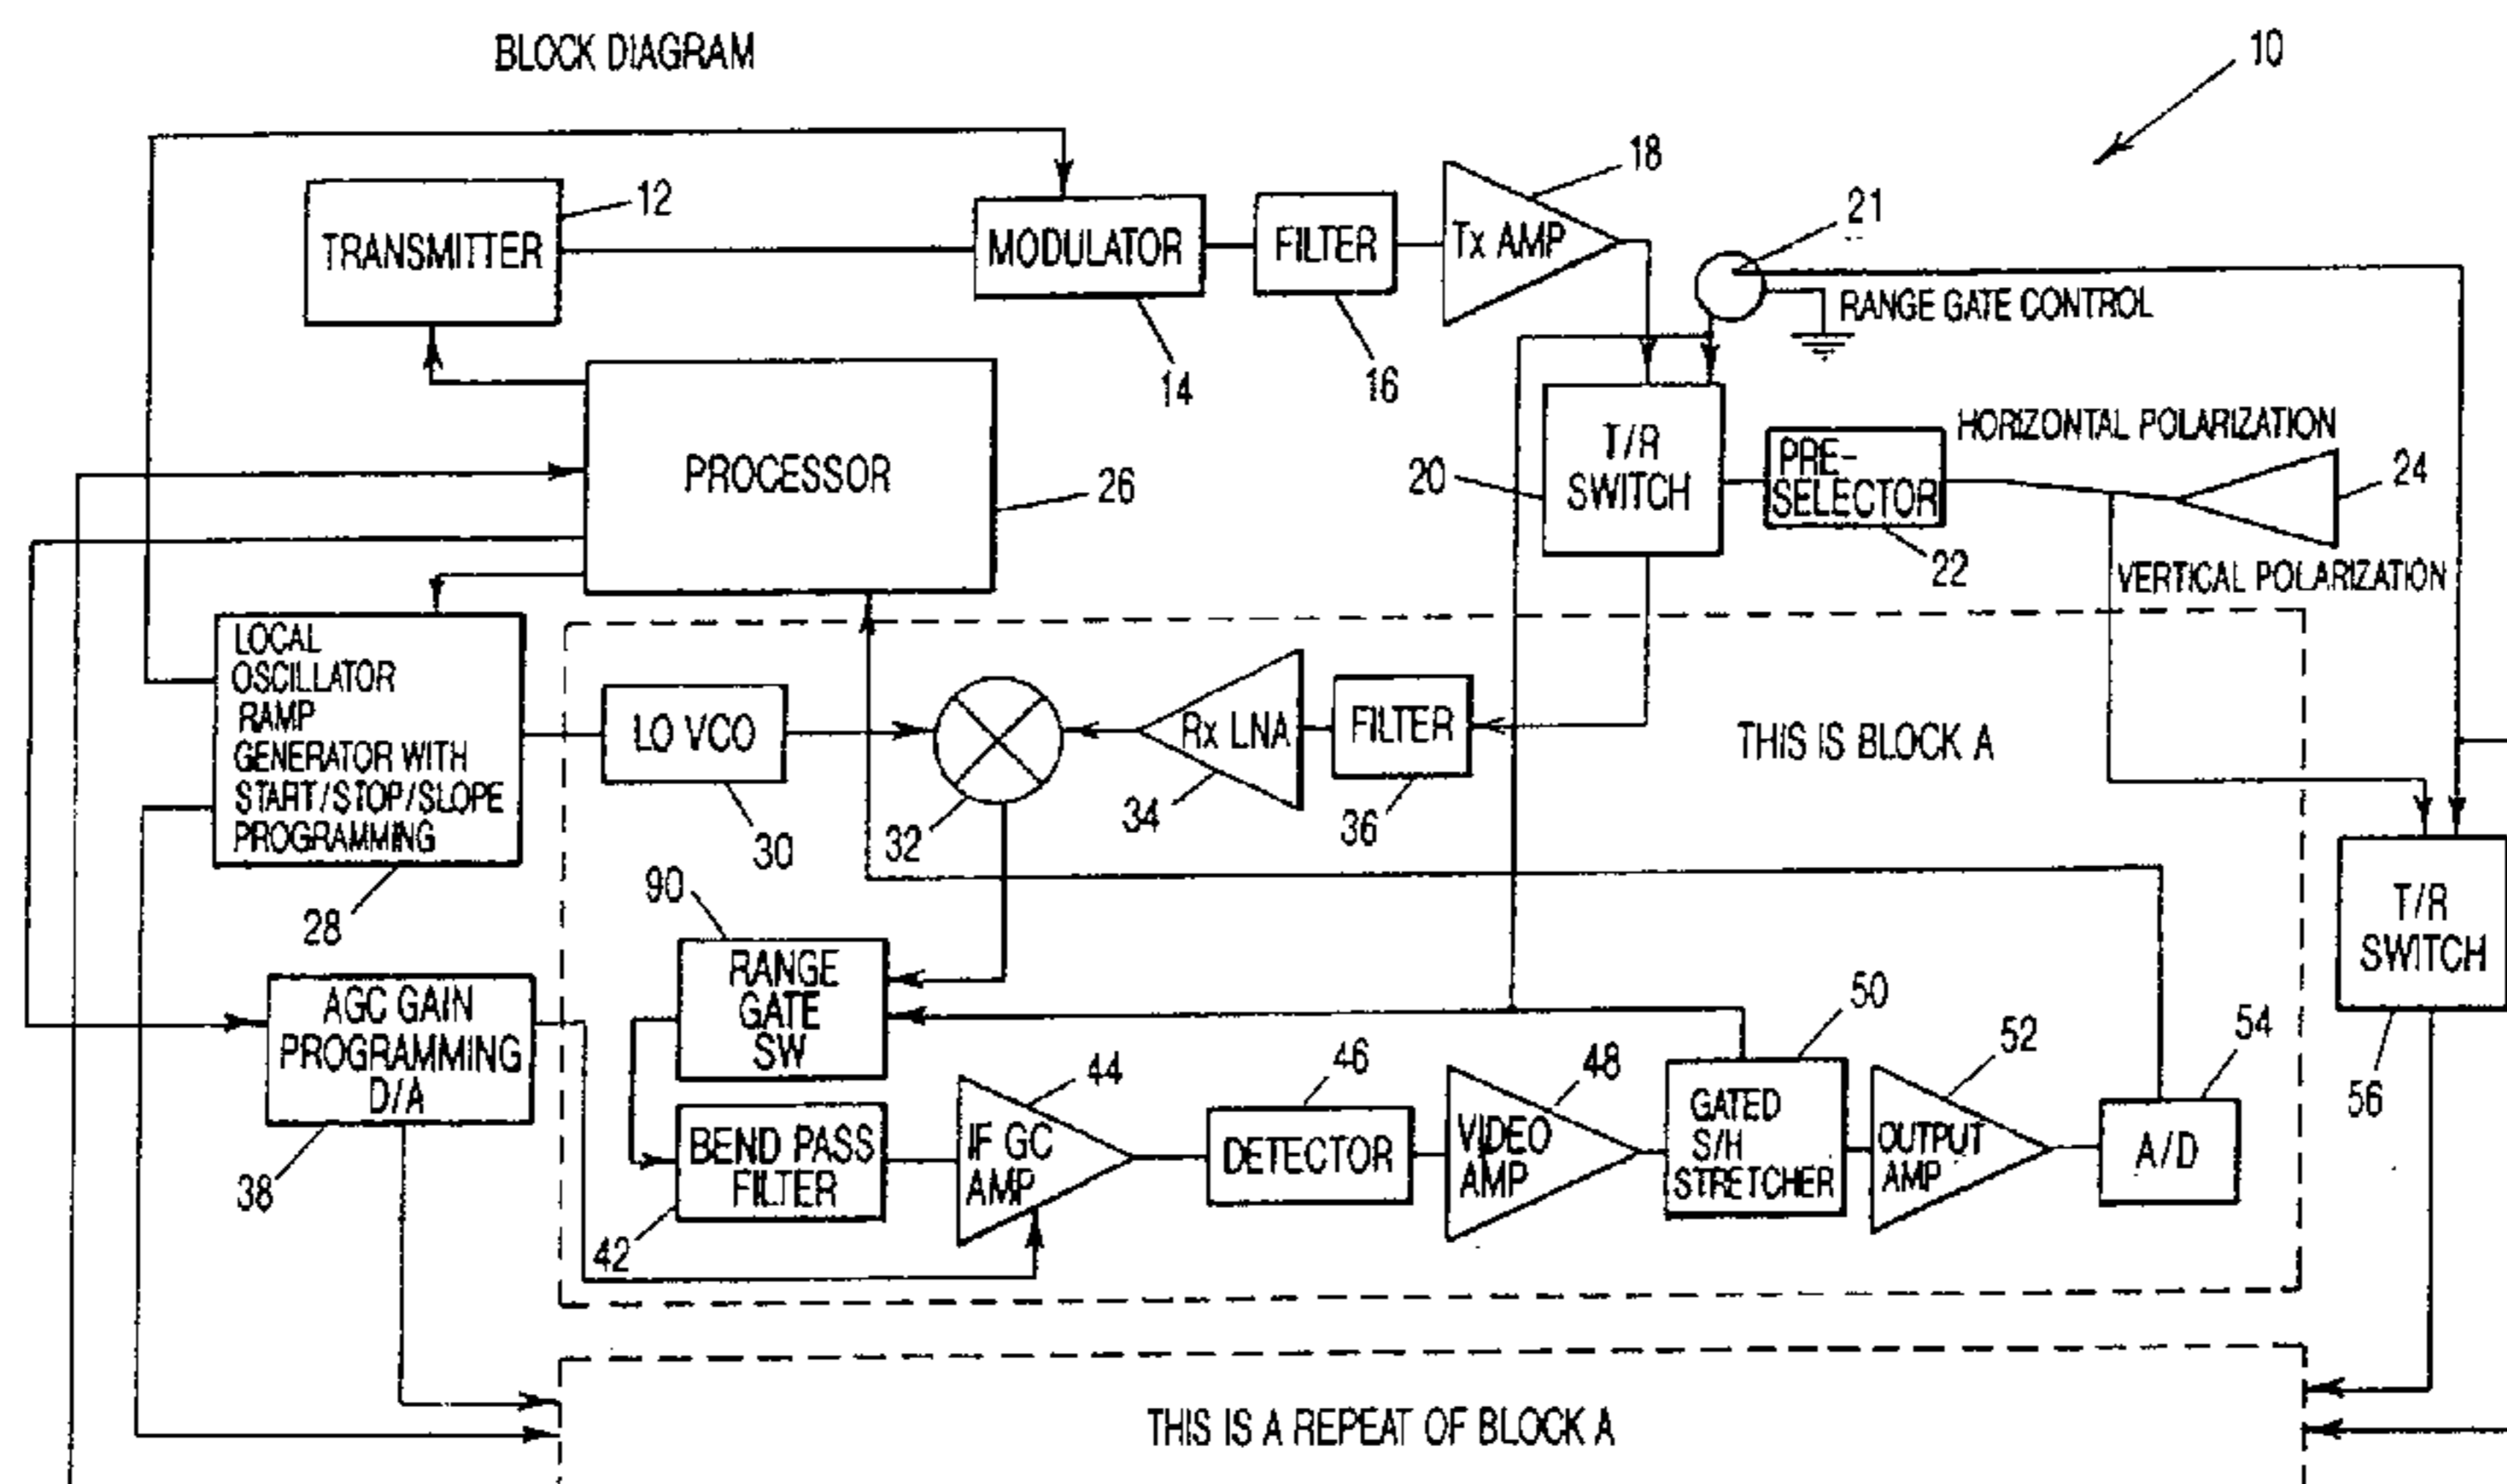 BLOCK DIAGRAM
10
18
12
21
TRANSMITTER
MODULATOR
FILTER
Tx AMP
RANGE GATE CONTROL
14
16
HORIZONTAL POLARIZATION
T/R
SWITCH
PRE-
SELECTOR
PROCESSOR
26
20
24
22
VERTICAL POLARIZATION
LOCAL
OSCILLATOR
RAMP
GENERATOR WITH
START/STOP/SLOPE
PROGRAMMING
LO VCO
Rx LNA
FILTER
THIS IS BLOCK A
28
30
32
34
36
90
T/R
SWITCH
RANGE
GATE
SW
AGC GAIN
PROGRAMMING
D/A
50
52
54
56
44
46
48
38
BEND PASS
FILTER
42
IF GC
AMP
DETECTOR
VIDEO
AMP
GATED
S/H
STRETCHER
OUTPUT
AMP
A/D
THIS IS A REPEAT OF BLOCK A